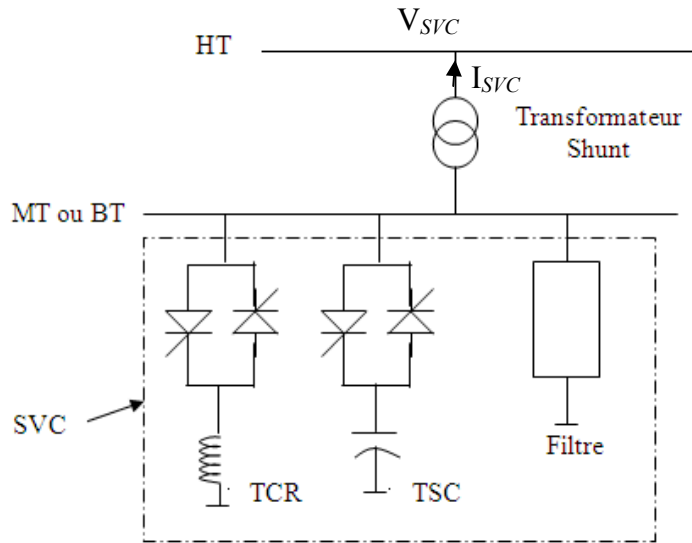 V_SVC
HT
I_SVC
Transformateur
Shunt
MT ou BT
SVC
Filtre
TCR
TSC